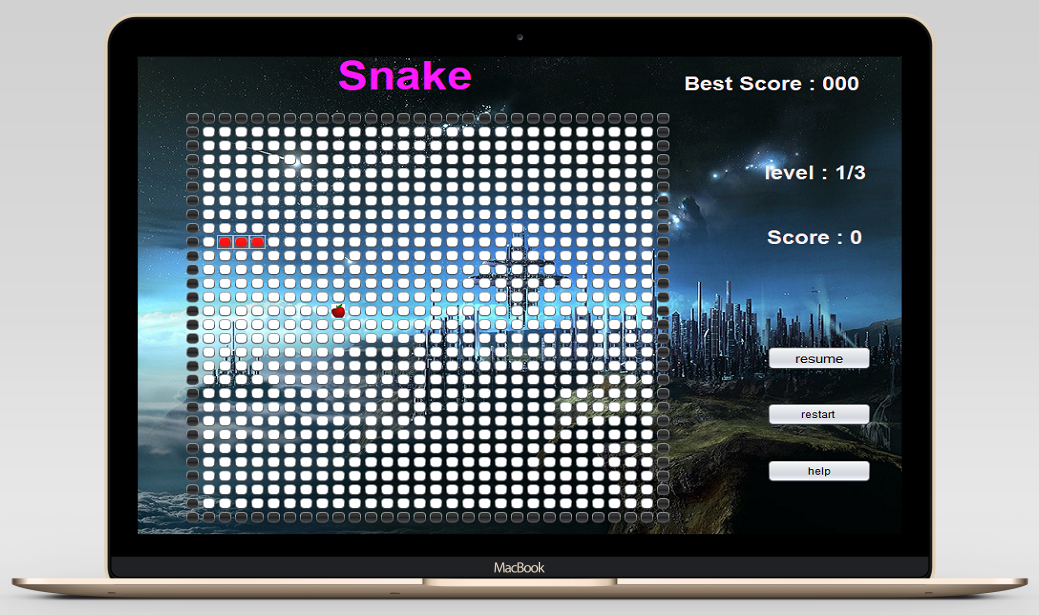 Snake
Best Score : 000
level : 1/3
Score : 0
resume
restart
help
MacBook